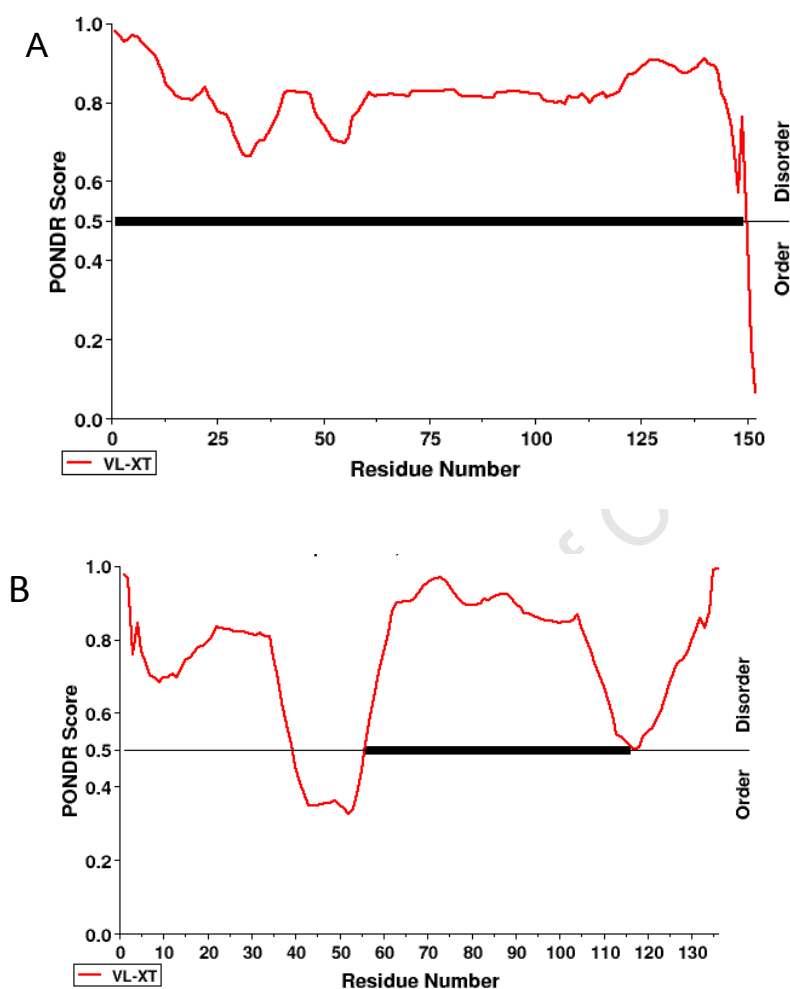 A
1.0
0.8
0.6
0.5
0.4
0.2
0.0
PONDR Score
Disorder
Order
0 25 50 75 100 125 150
Residue Number
VL-XT
B
1.0
0.8
0.6
0.5
0.4
0.2
0.0
PONDR Score
Disorder
Order
0 10 20 30 40 50 60 70 80 90 100 110 120 130
Residue Number
VL-XT